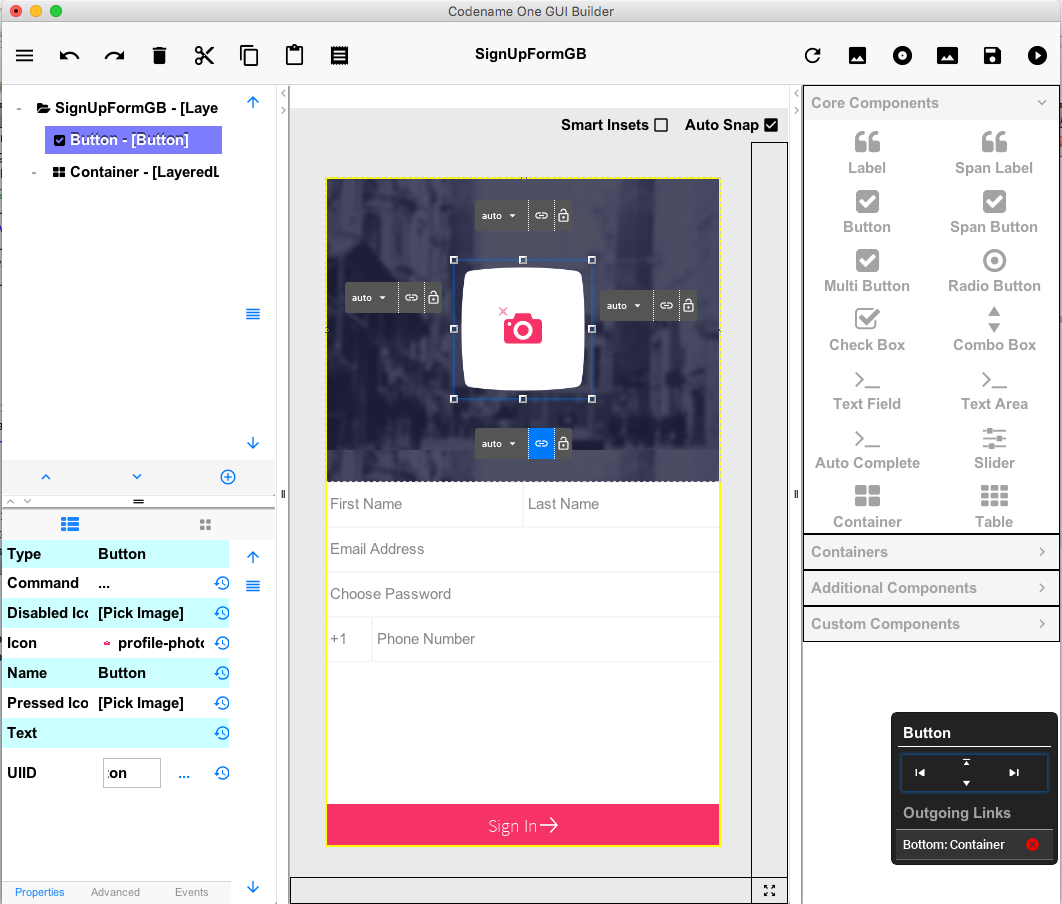 Codename One GUI Builder
SignUpFormGB
SignUpFormGB - [Laye
Button - [Button]
Container - [LayeredL
Type Button
Command ...
Disabled Ico [Pick Image]
Icon profile-photo
Name Button
Pressed Ico [Pick Image]
Text
UIID :on ...
Properties Advanced Events
Smart Insets Auto Snap
auto
auto
auto
auto
First Name Last Name
Email Address
Choose Password
+1 Phone Number
Sign In
Core Components
Label Span Label
Button Span Button
Multi Button Radio Button
Check Box Combo Box
Text Field Text Area
Auto Complete Slider
Container Table
Containers
Additional Components
Custom Components
Button
Outgoing Links
Bottom: Container